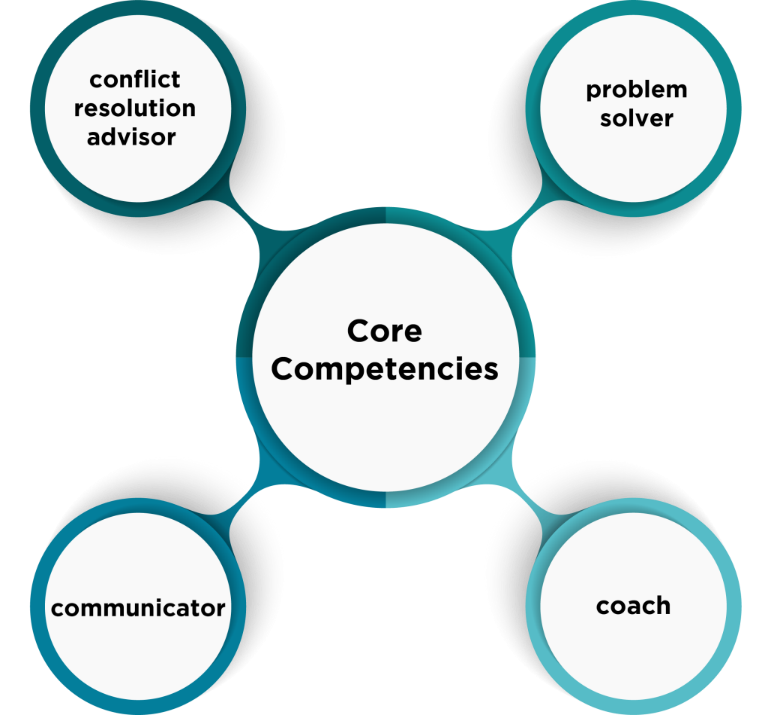 conflict
resolution
advisor
problem
solver
Core
Competencies
communicator
coach